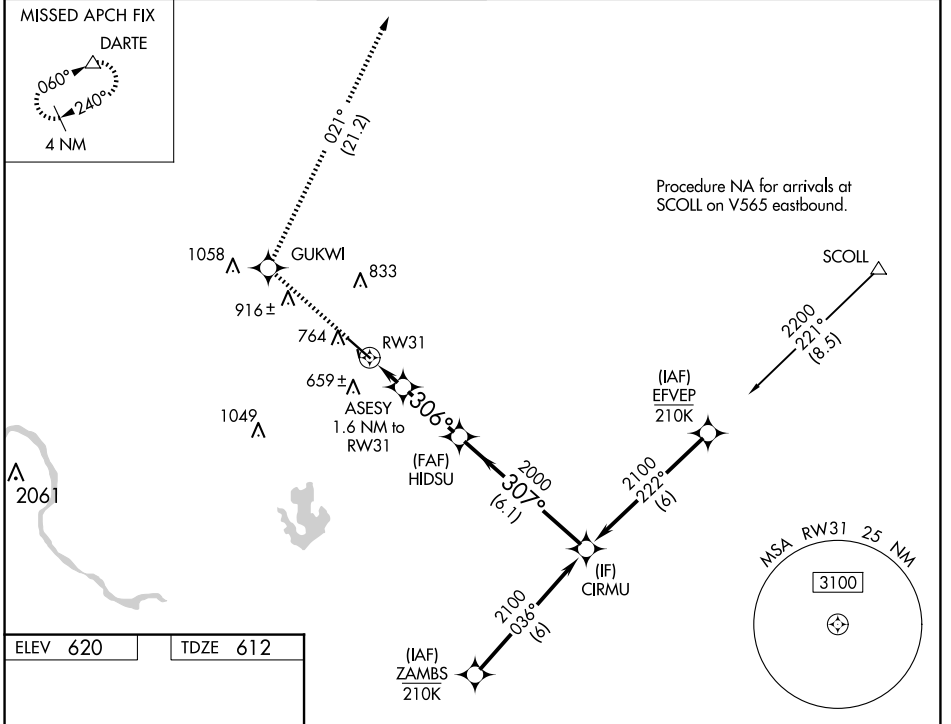 MISSED APCH FIX
DARTE
060°
240°
4 NM
021°
(21.2)
Procedure NA for arrivals at
SCOLL on V565 eastbound.
SCOLL
1058
GUKWI
833
916±
2200
221°
(8.5)
764
RW31
659±
ASESY
1.6 NM to
RW31
306°
(IAF)
EFVEP
210K
1049
(FAF)
HIDSU
2000
307°
(6.1)
2100
222°
(6)
2061
(IF)
CIRMU
MSA RW31 25 NM
3100
2100
036°
(6)
(IAF)
ZAMBS
210K
ELEV 620
TDZE 612